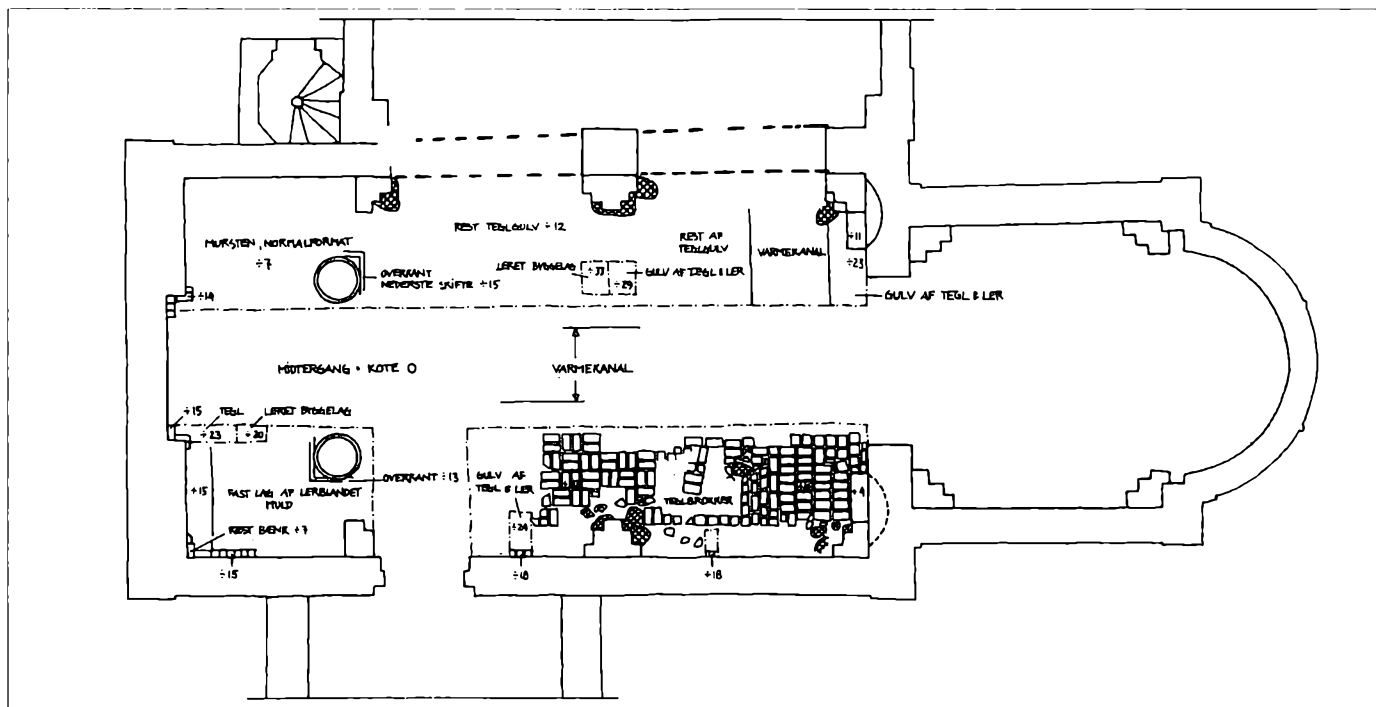 REST TEGLGULV ÷12
MURSTEN, NORMALFORMAT
÷7
REST AF
TEGLGULV
VARMEKANAL
÷11
÷23
OVERKANT
NEDERSTE SKIFTE ÷15
LERET BYGGELAG
÷33
GULV AF TEGL & LER
÷29
÷14
GULV AF TEGL & LER
MIDTERGANG = KOTE 0
VARMEKANAL
÷15
TEGL
LERET BYGGELAG
÷23
÷20
OVERKANT ÷13
GULV AF
TEGL & LER
÷15
FAST LAG AF LERBLANDET
MULD
TEGLBROKKER
÷4
÷24
REST BÆNK ÷7
÷15
÷18
÷18